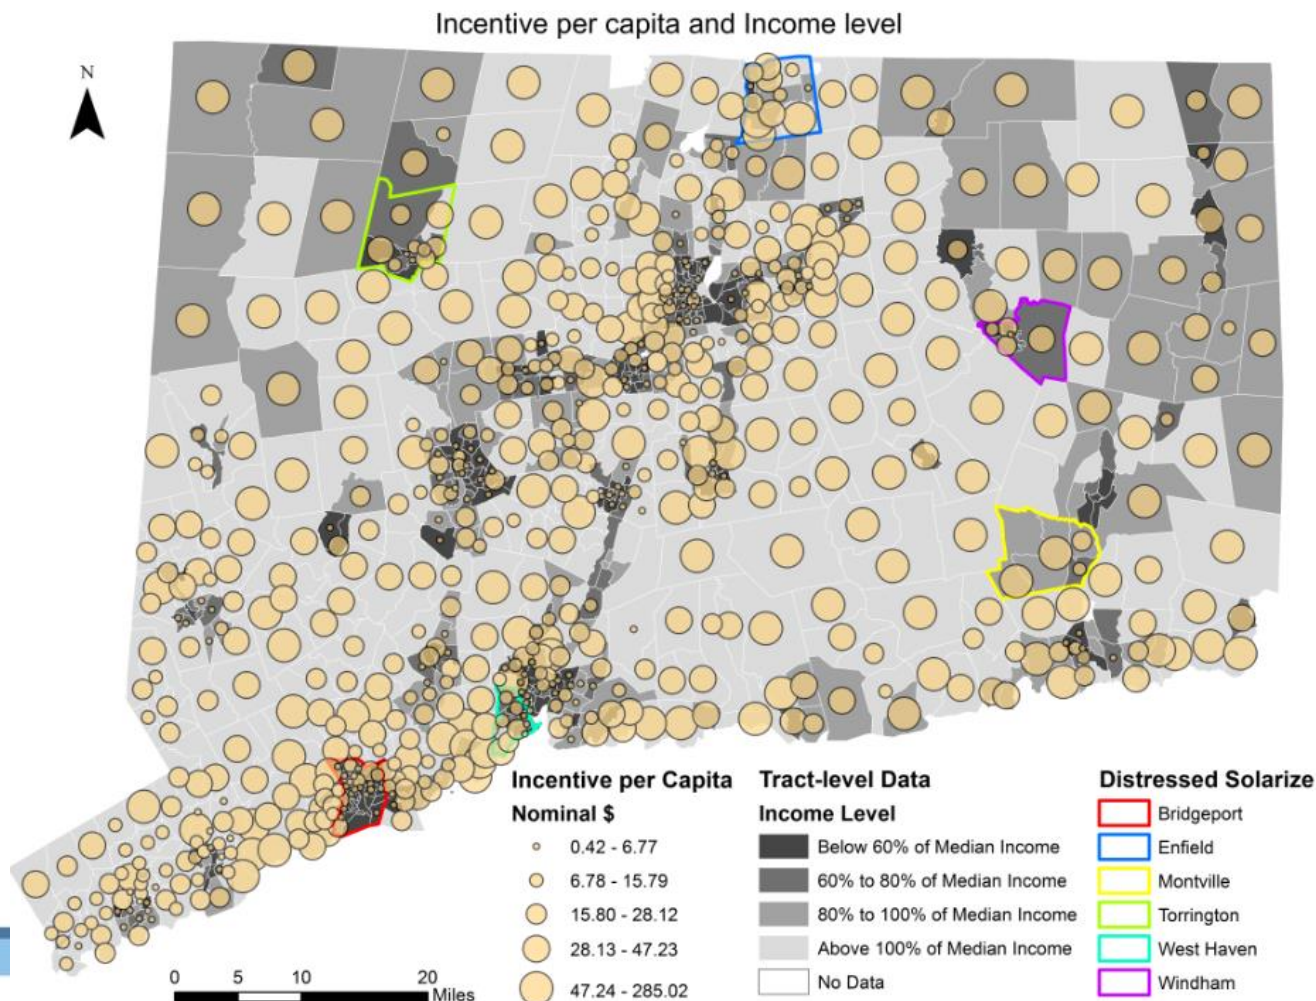 Incentive per capita and Income level
N
Incentive per Capita
Nominal $
0.42 - 6.77
6.78 - 15.79
15.80 - 28.12
28.13 - 47.23
47.24 - 285.02
Tract-level Data
Income Level
Below 60% of Median Income
60% to 80% of Median Income
80% to 100% of Median Income
Above 100% of Median Income
No Data
Distressed Solarize
Bridgeport
Enfield
Montville
Torrington
West Haven
Windham
0 5 10 20
Miles